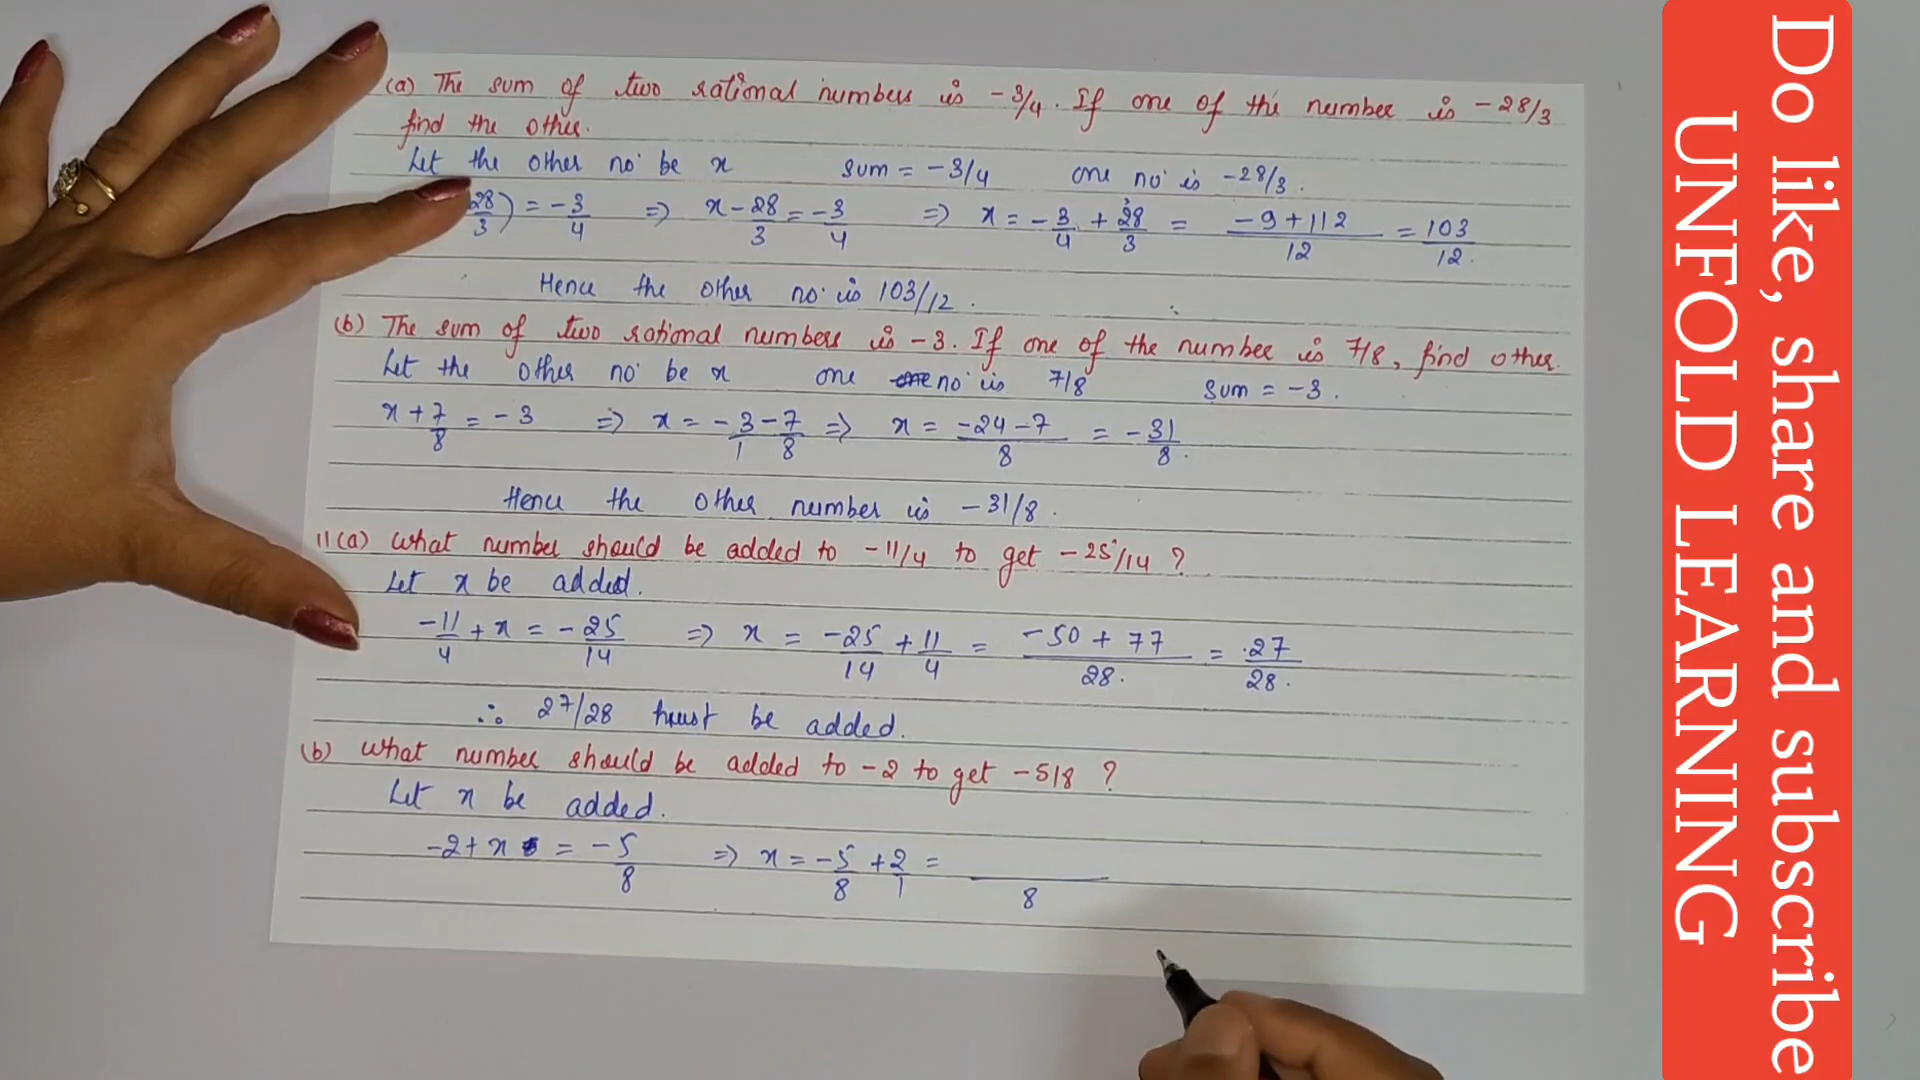 (a) The sum of two rational numbers is -3/4. If one of the number is -28/3
find the other.
Let the other no. be x sum = -3/4 one no. is -28/3.
28/3) = -3/4 => x - 28/3 = -3/4 => x = -3/4 + 28/3 = -9+112/12 = 103/12.
Hence the other no. is 103/12.
(b) The sum of two rational numbers is -3. If one of the number is 7/8, find other.
Let the other no. be x one no. is 7/8 sum = -3.
x + 7/8 = -3 => x = -3/1 - 7/8 => x = -24-7/8 = -31/8.
Hence the other number is -31/8.
11(a) What number should be added to -11/4 to get -25/14 ?
Let x be added.
-11/4 + x = -25/14 => x = -25/14 + 11/4 = -50+77/28. = 27/28.
∴ 27/28 must be added.
(b) What number should be added to -2 to get -5/8 ?
Let x be added.
-2+x = -5/8 => x = -5/8 + 2/1 = /8
Do like, share and subscribe
UNFOLD LEARNING